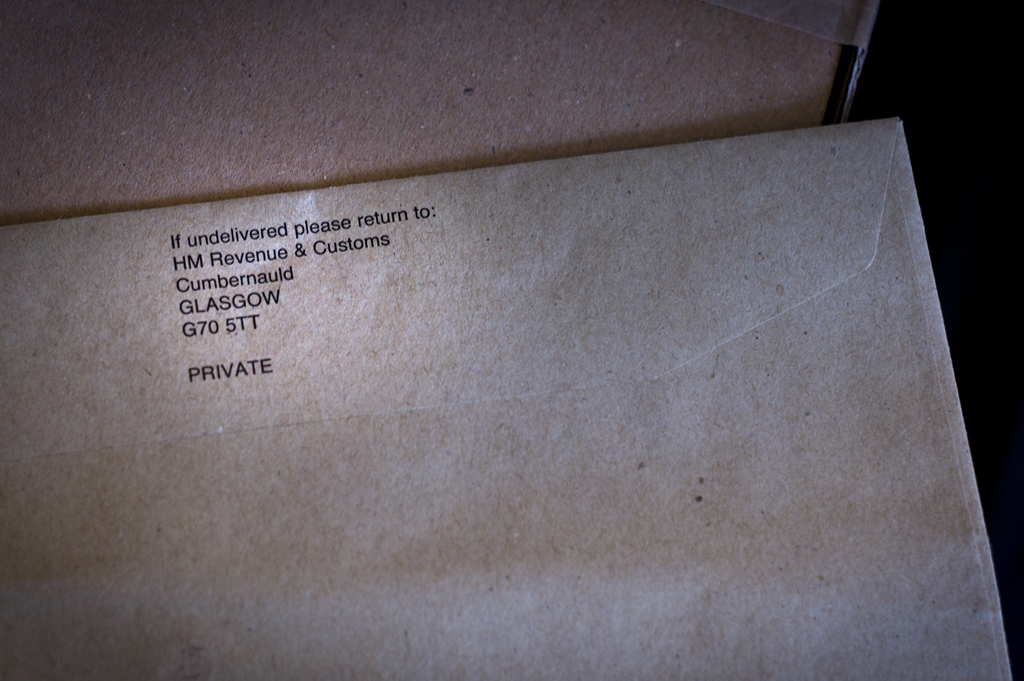 If undelivered please return to:
HM Revenue & Customs
Cumbernauld
GLASGOW
G70 5TT
PRIVATE